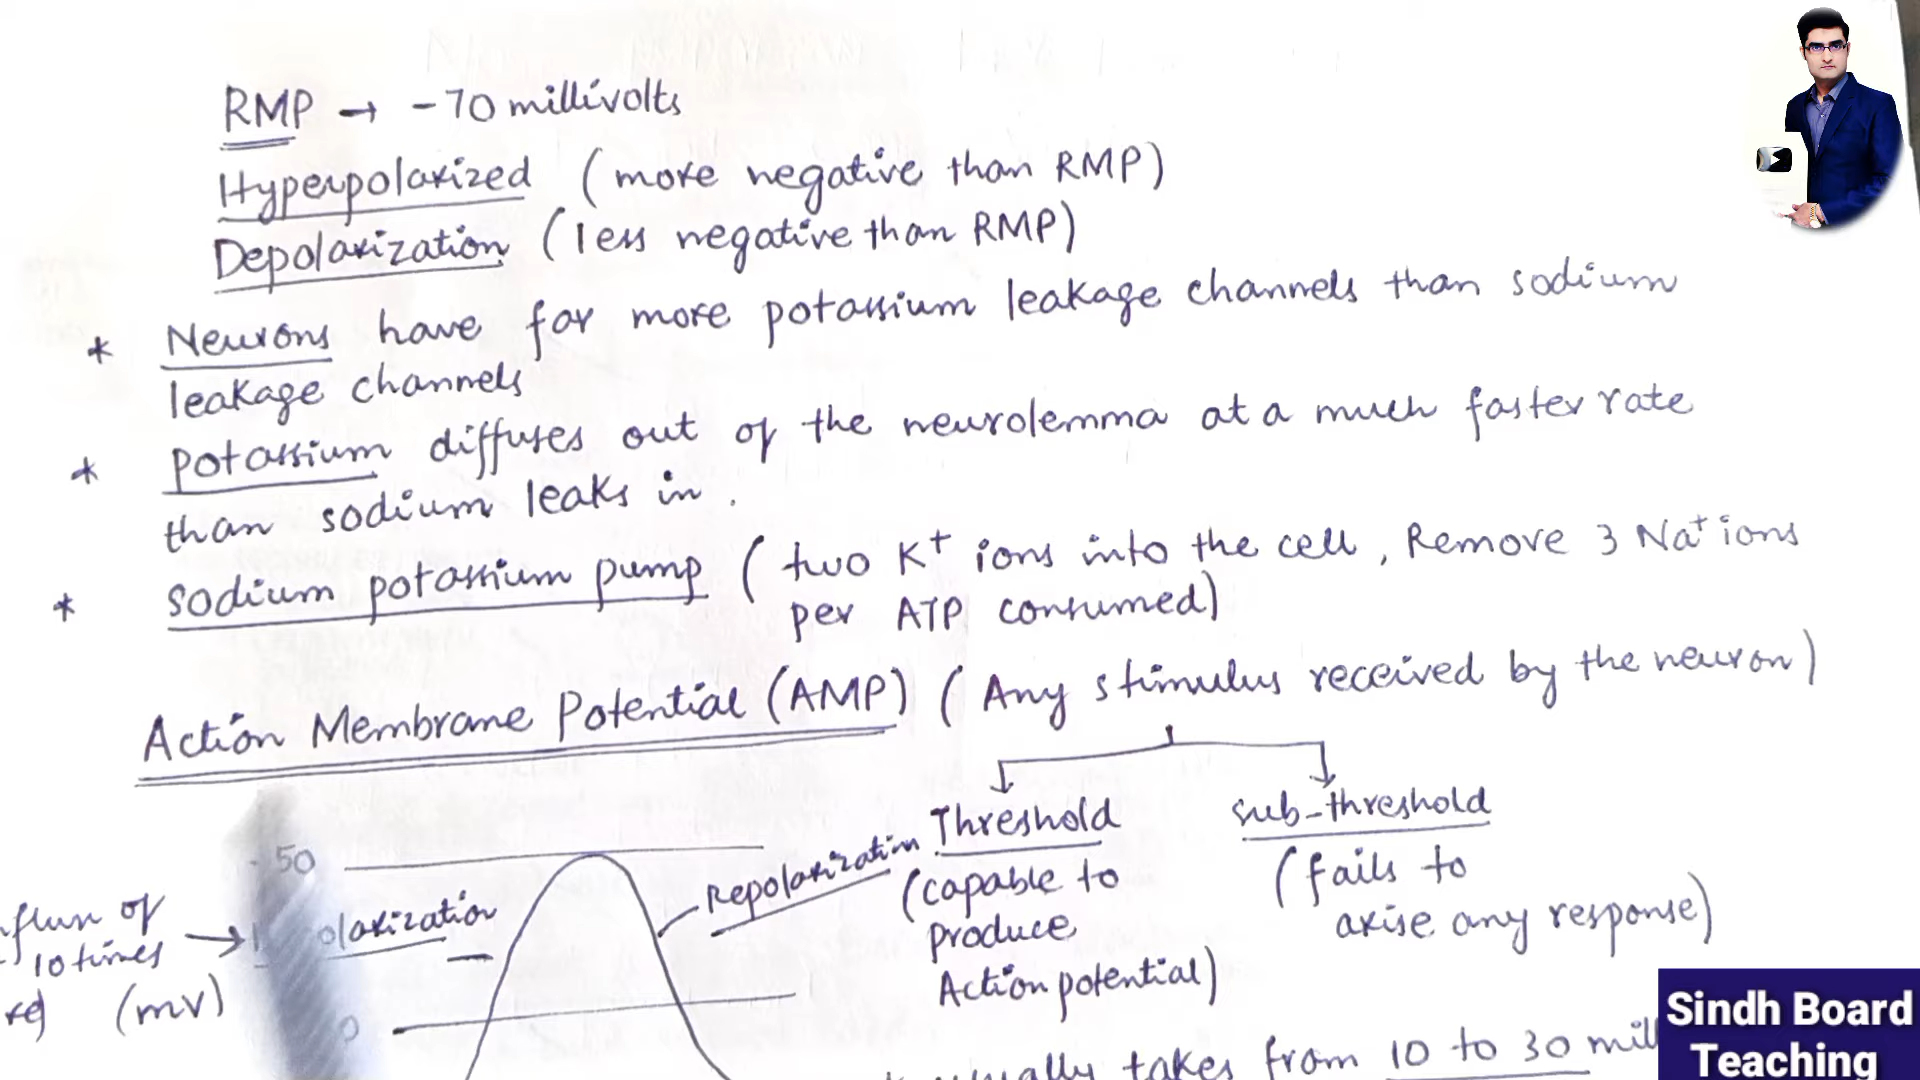 RMP → -70 millivolts
Hyperpolarized (more negative than RMP)
Depolarization (less negative than RMP)
* Neurons have far more potassium leakage channels than sodium
leakage channels
* potassium diffuses out of the neurolemma at a much faster rate
than sodium leaks in.
* sodium potassium pump (two K+ ions into the cell, Remove 3 Na+ ions
per ATP consumed)
Action Membrane Potential (AMP) (Any stimulus received by the neuron)
Threshold
(capable to
produce
Action potential)
sub-threshold
(fails to
arise any response)
50
Repolarization
olarization
flux of
10 times
(mv)
0
takes from 10 to 30 mill
Sindh Board
Teaching